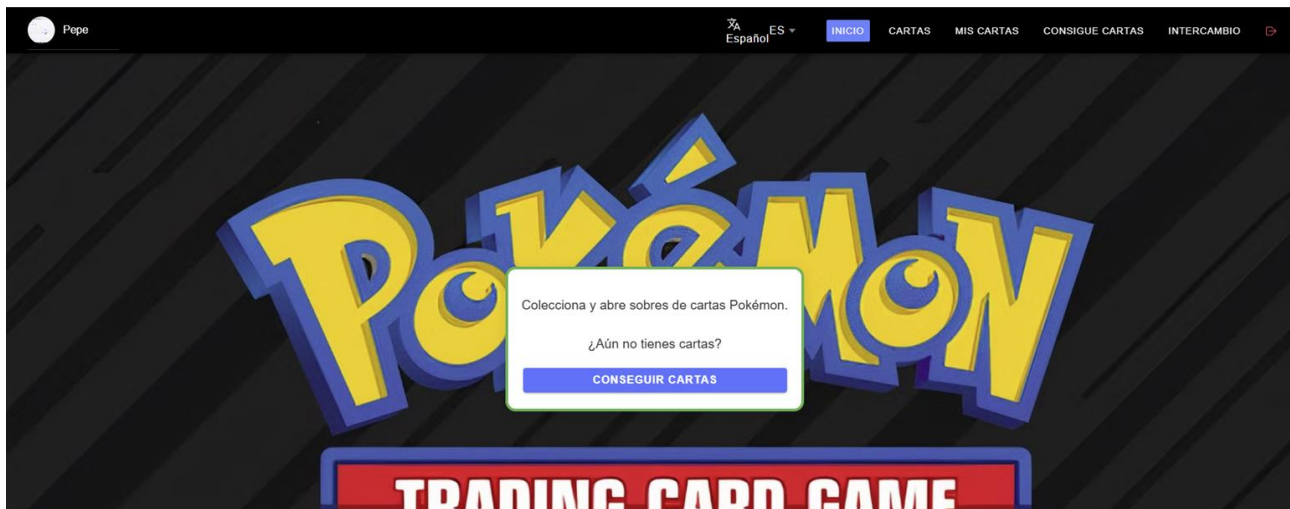 Pepe
文A
Español ES
INICIO
CARTAS
MIS CARTAS
CONSIGUE CARTAS
INTERCAMBIO
POKÉMON
Colecciona y abre sobres de cartas Pokémon.
¿Aún no tienes cartas?
CONSEGUIR CARTAS
TRADING CARD GAME